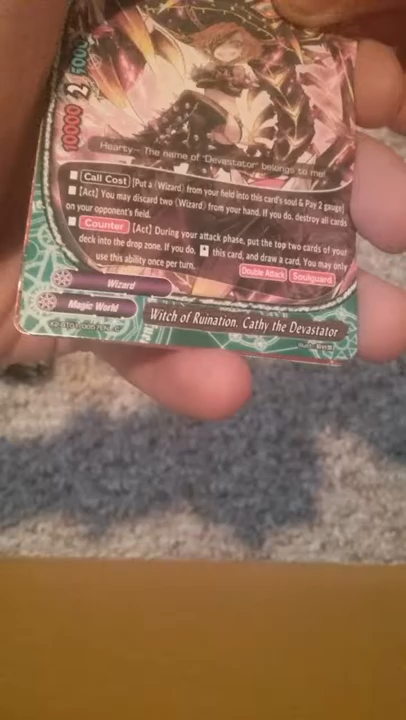 10000 2 5000
Hearty— The name of "Devastator" belongs to me!
■ Call Cost [Put a 《Wizard》 from your field into this card's soul & Pay 2 gauge]
■ [Act] You may discard two 《Wizard》 from your hand. If you do, destroy all cards
on your opponent's field.
■ Counter [Act] During your attack phase, put the top two cards of your
deck into the drop zone. If you do, this card, and draw a card. You may only
use this ability once per turn.
Double Attack Soulguard
Wizard
Magic World
Witch of Ruination, Cathy the Devastator